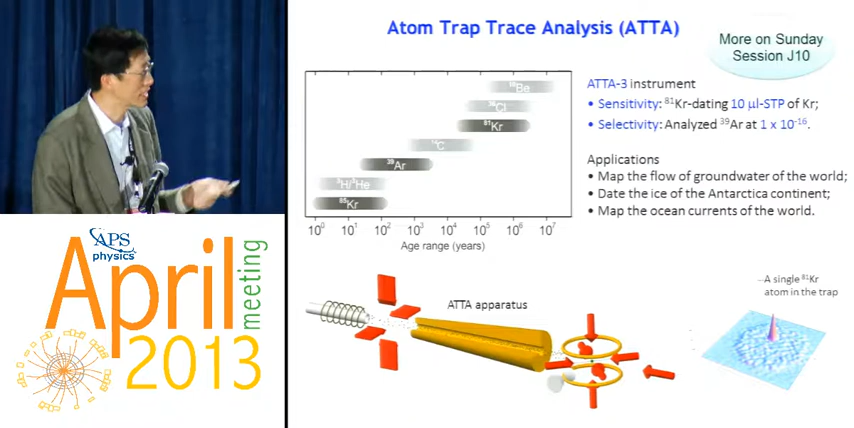 Atom Trap Trace Analysis (ATTA)
More on Sunday
Session J10
ATTA-3 instrument
• Sensitivity: ⁸¹Kr-dating 10 µl-STP of Kr;
• Selectivity: Analyzed ³⁹Ar at 1 x 10⁻¹⁶.
Applications
• Map the flow of groundwater of the world;
• Date the ice of the Antarctica continent;
• Map the ocean currents of the world.
¹⁰Be
³⁶Cl
⁸¹Kr
¹⁴C
³⁹Ar
³H/³He
⁸⁵Kr
10⁰ 10¹ 10² 10³ 10⁴ 10⁵ 10⁶ 10⁷
Age range (years)
ATTA apparatus
A single ⁸¹Kr
atom in the trap
APS
physics
April
meeting
2013